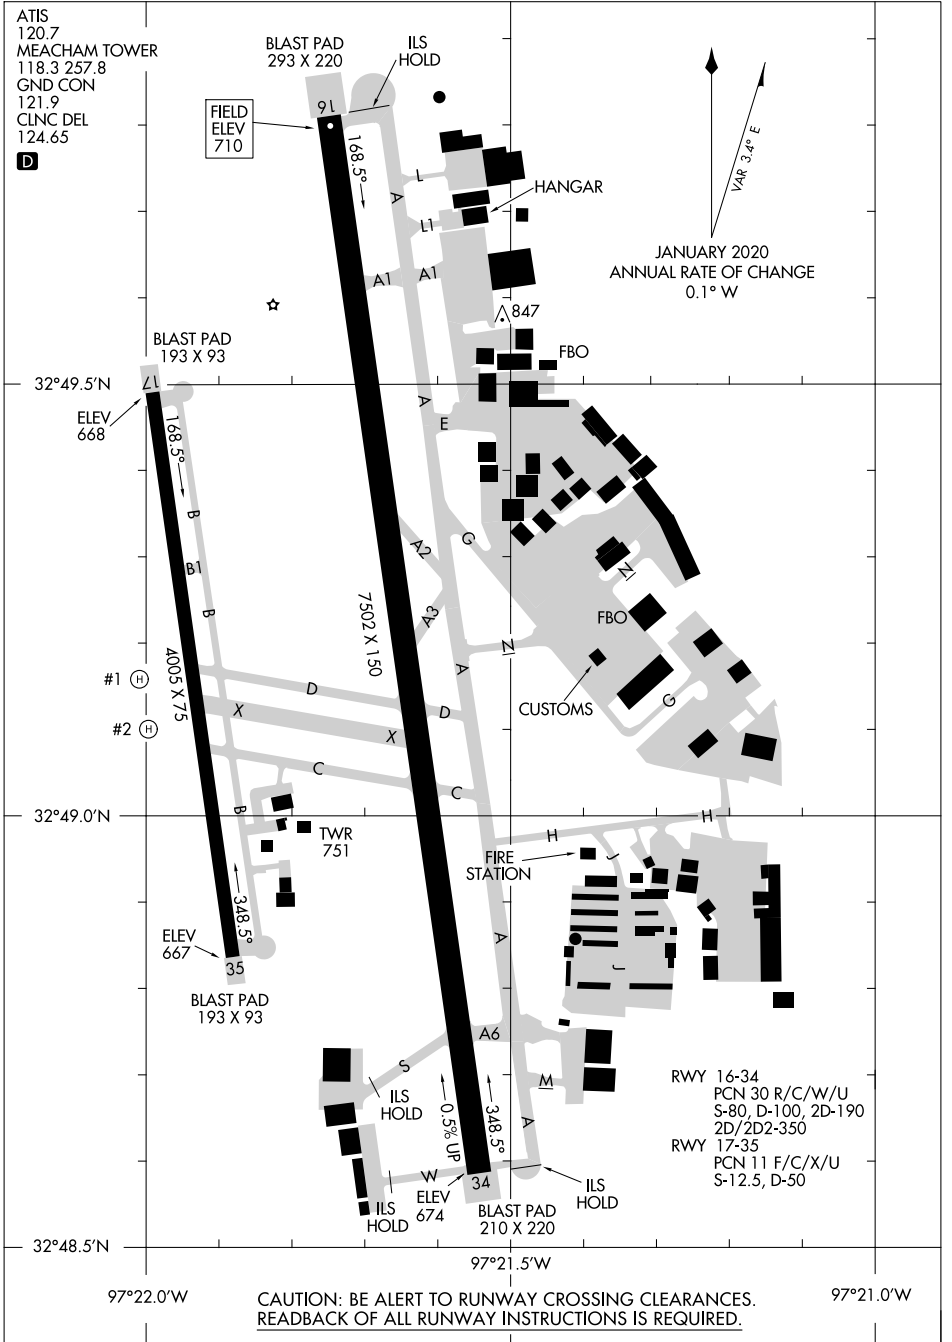 ATIS
120.7
MEACHAM TOWER
118.3 257.8
GND CON
121.9
CLNC DEL
124.65
D
BLAST PAD
293 X 220
ILS
HOLD
16
FIELD
ELEV
710
168.5°
L
A
HANGAR
L1
A1
A1
VAR 3.4° E
JANUARY 2020
ANNUAL RATE OF CHANGE
0.1° W
847
BLAST PAD
193 X 93
FBO
32°49.5'N
17
ELEV
668
168.5°
A
E
B
G
A2
B1
N
7502 X 150
B
A3
FBO
4005 X 75
N
A
#1 H
D
CUSTOMS
G
X
D
#2 H
X
C
C
32°49.0'N
B
H
H
TWR
751
FIRE
STATION
J
348.5°
A
ELEV
667
35
J
BLAST PAD
193 X 93
A6
S
M
ILS
HOLD
0.5% UP
348.5°
A
RWY 16-34
PCN 30 R/C/W/U
S-80, D-100, 2D-190
2D/2D2-350
RWY 17-35
PCN 11 F/C/X/U
S-12.5, D-50
W
34
ILS
HOLD
ELEV
674
ILS
HOLD
BLAST PAD
210 X 220
32°48.5'N
97°21.5'W
97°22.0'W
97°21.0'W
CAUTION: BE ALERT TO RUNWAY CROSSING CLEARANCES.
READBACK OF ALL RUNWAY INSTRUCTIONS IS REQUIRED.